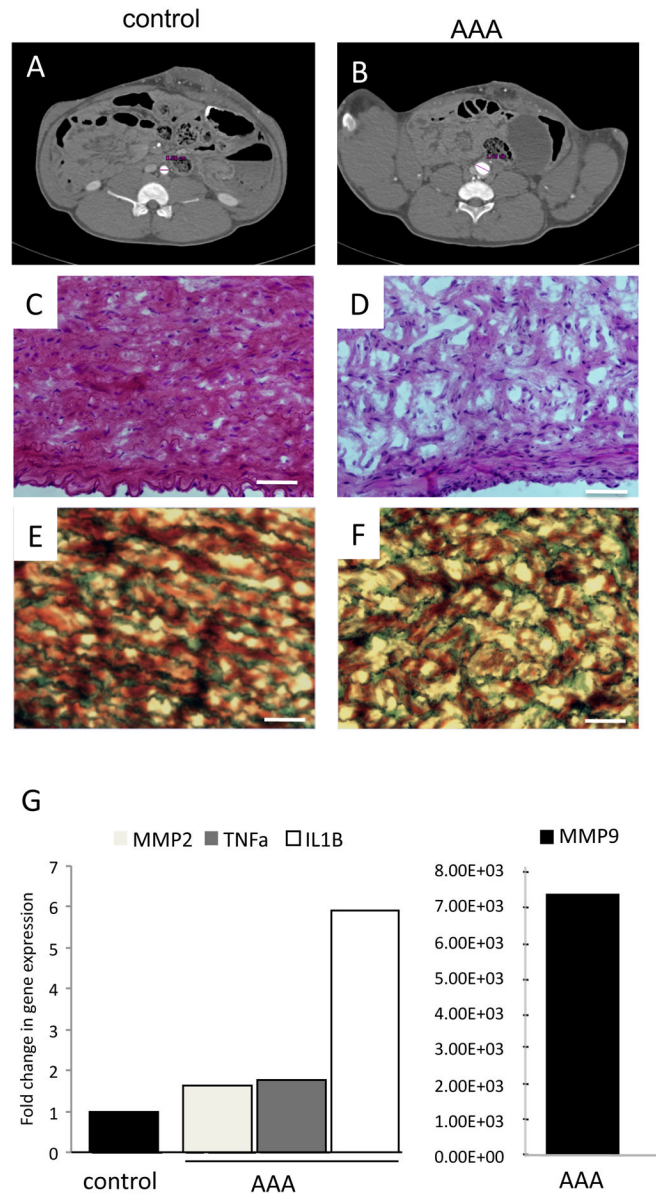 control
AAA
A
B
C
D
E
F
G
MMP2 TNFa IL1B
MMP9
Fold change in gene expression
7
6
5
4
3
2
1
0
8.00E+03
7.00E+03
6.00E+03
5.00E+03
4.00E+03
3.00E+03
2.00E+03
1.00E+03
0.00E+00
control
AAA
AAA